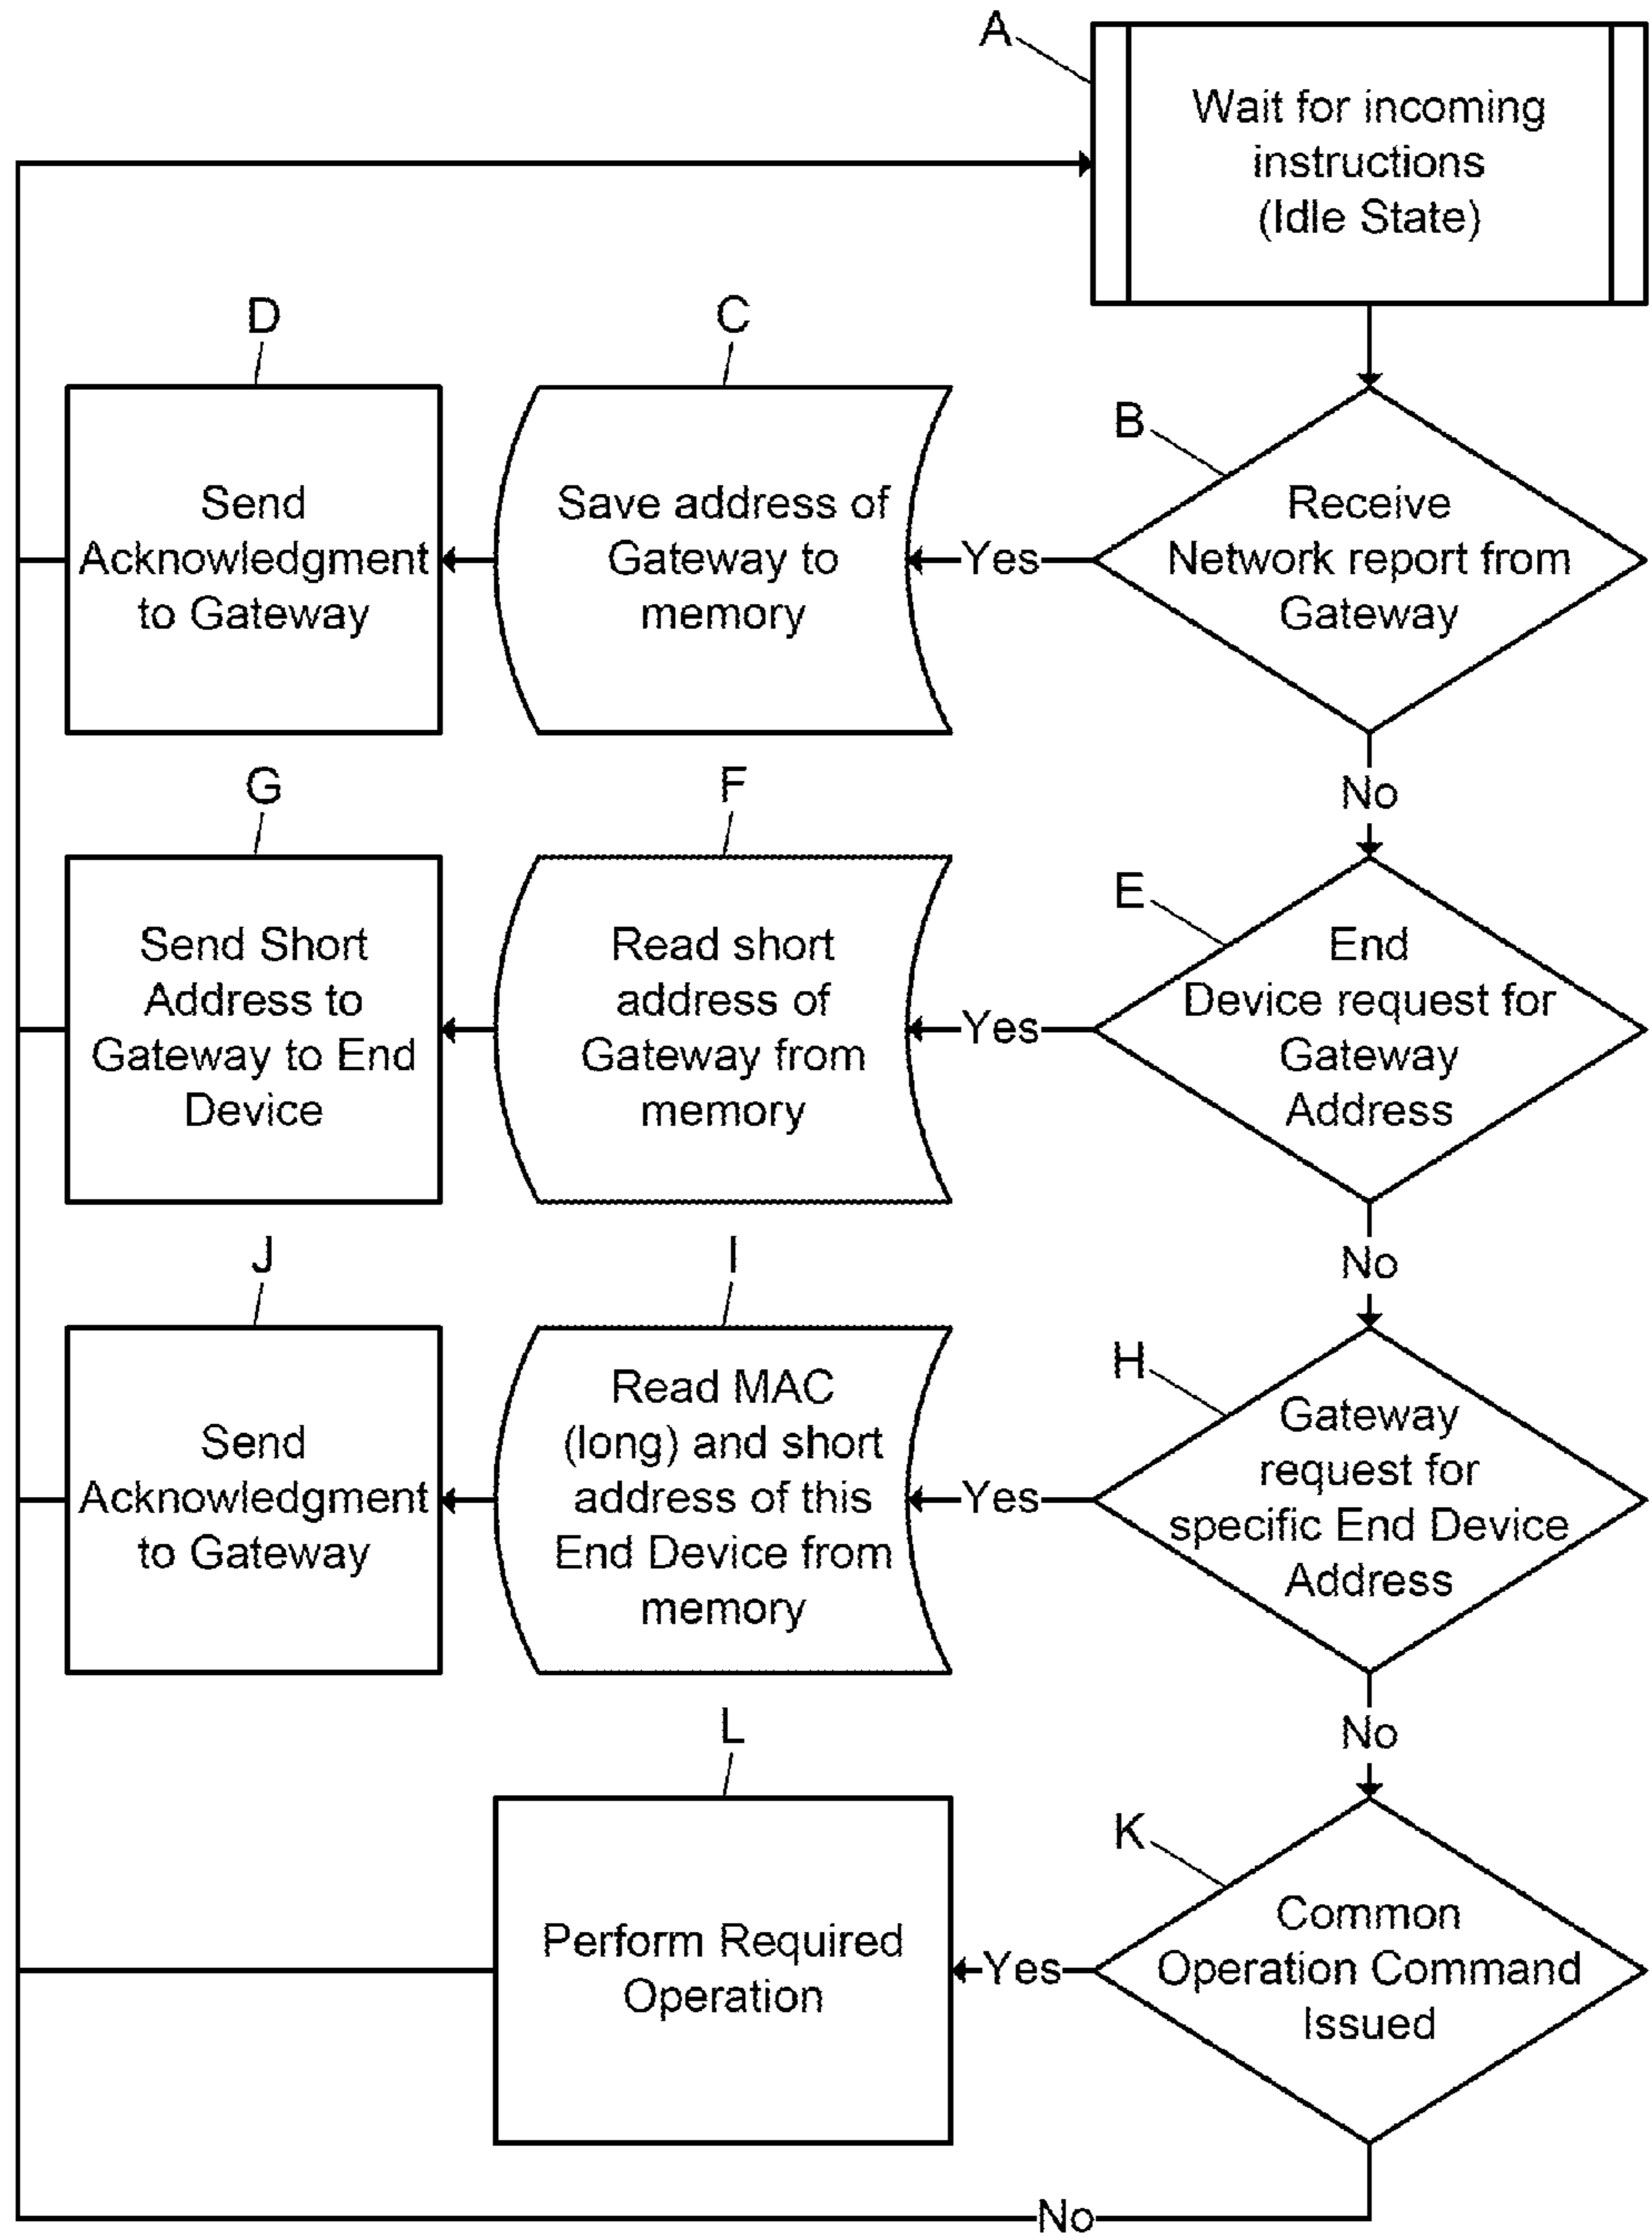 A
Wait for incoming
instructions
(Idle State)
D
C
B
Send
Acknowledgment
to Gateway
Save address of
Gateway to
memory
Yes
Receive
Network report from
Gateway
No
G
F
E
Send Short
Address to
Gateway to End
Device
Read short
address of
Gateway from
memory
Yes
End
Device request for
Gateway
Address
No
J
I
H
Send
Acknowledgment
to Gateway
Read MAC
(long) and short
address of this
End Device from
memory
Yes
Gateway
request for
specific End Device
Address
No
L
K
Perform Required
Operation
Yes
Common
Operation Command
Issued
No